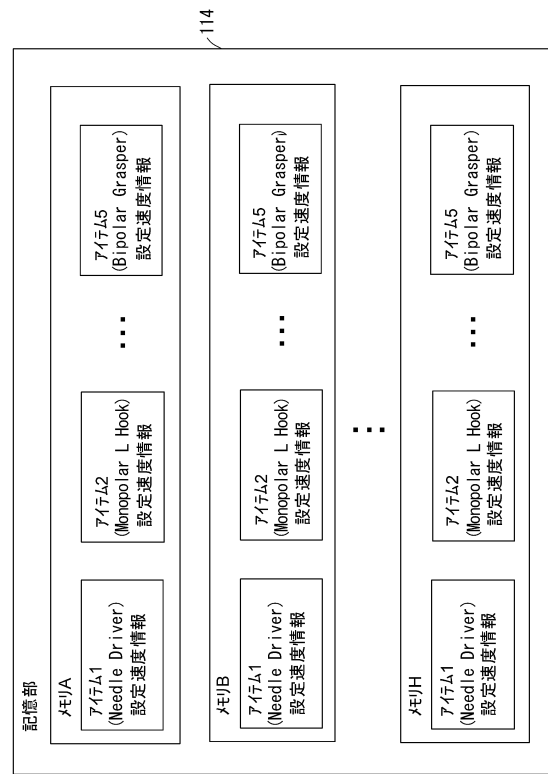 記憶部
114
メモリA
アイテム1
(Needle Driver)
設定速度情報
アイテム2
(Monopolar L Hook)
設定速度情報
...
アイテム5
(Bipolar Grasper)
設定速度情報
メモリB
アイテム1
(Needle Driver)
設定速度情報
アイテム2
(Monopolar L Hook)
設定速度情報
...
アイテム5
(Bipolar Grasper)
設定速度情報
...
メモリH
アイテム1
(Needle Driver)
設定速度情報
アイテム2
(Monopolar L Hook)
設定速度情報
...
アイテム5
(Bipolar Grasper)
設定速度情報